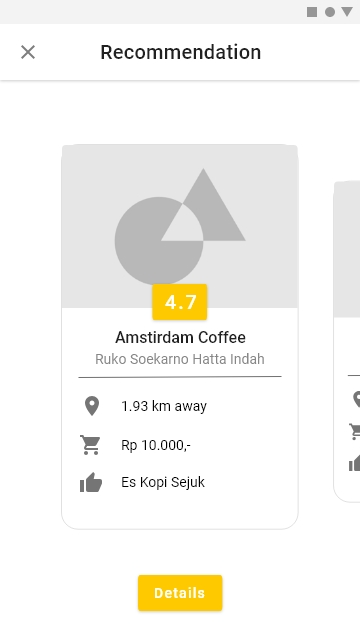 Recommendation
4.7
Amstirdam Coffee
Ruko Soekarno Hatta Indah
1.93 km away
Rp 10.000,-
Es Kopi Sejuk
Details